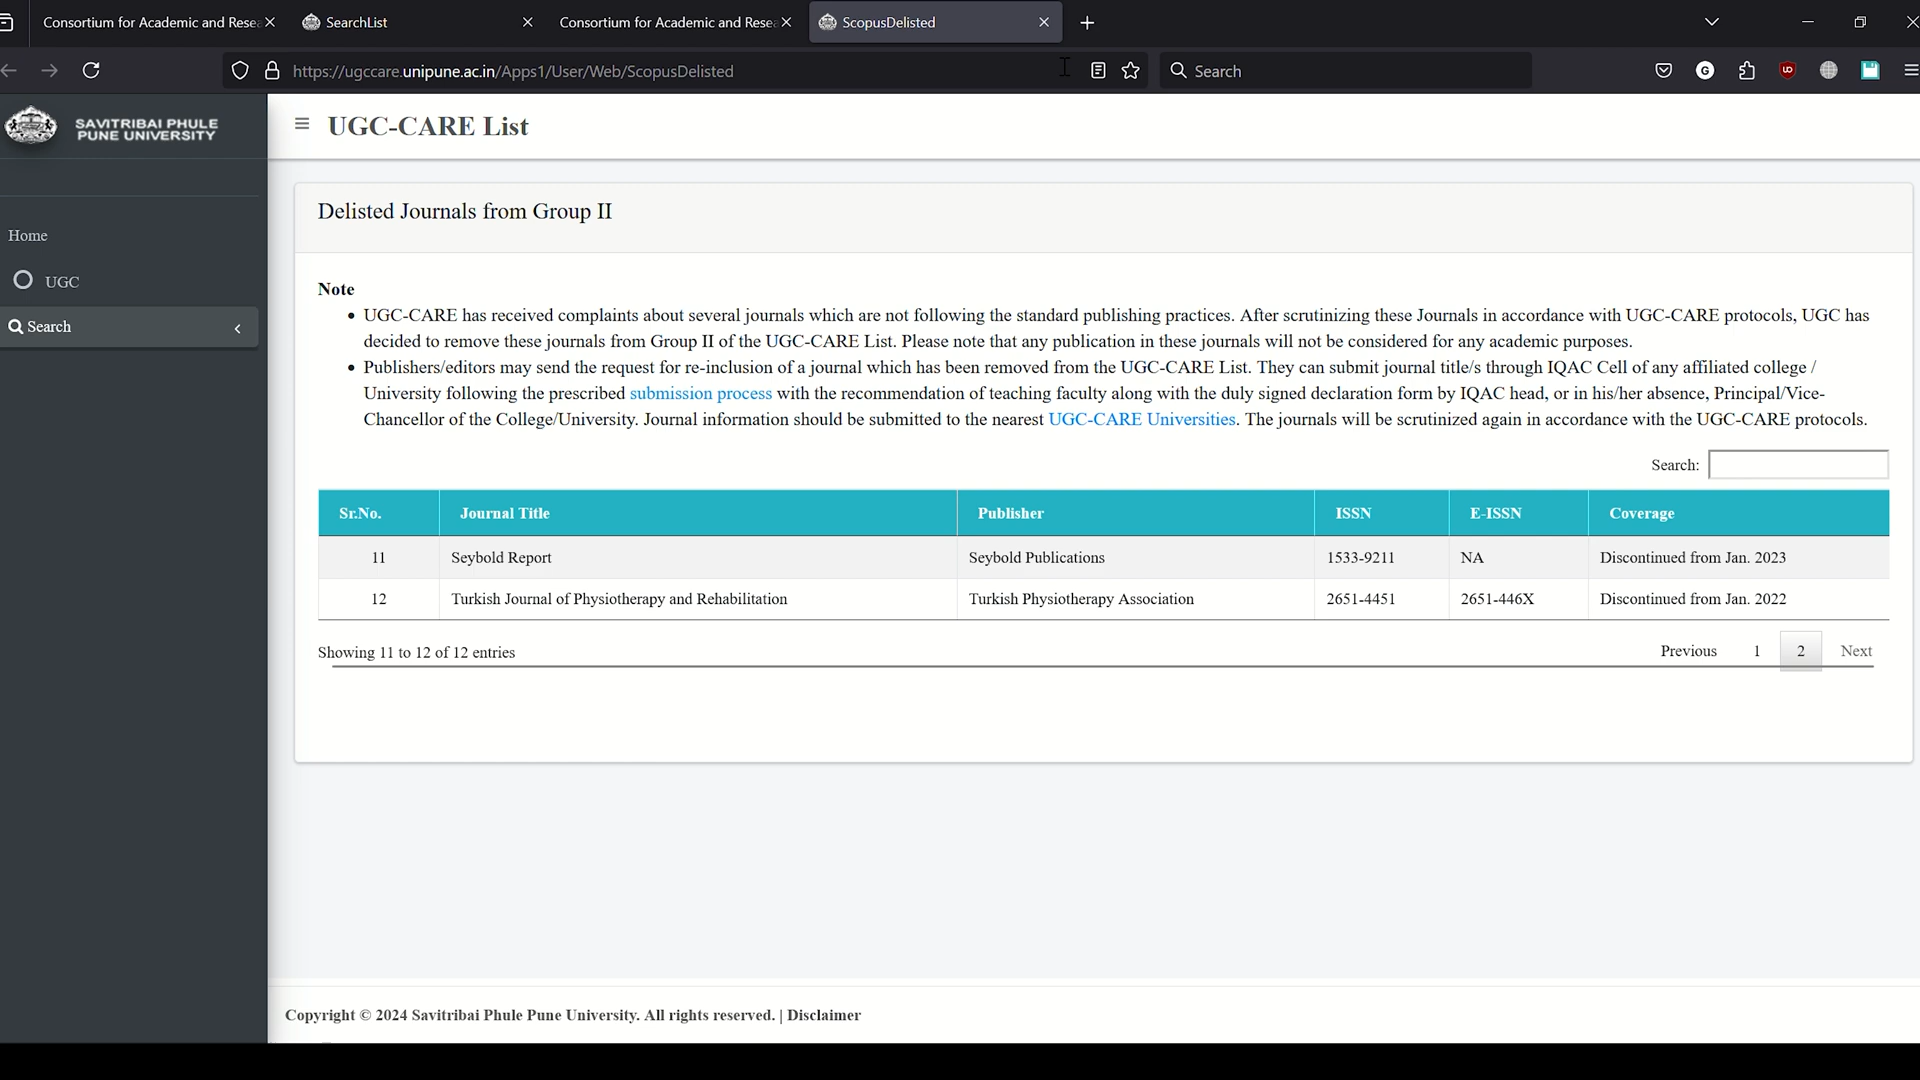 Consortium for Academic and Rese
SearchList
Consortium for Academic and Rese
ScopusDelisted
https://ugccare.unipune.ac.in/Apps1/User/Web/ScopusDelisted
Search
SAVITRIBAI PHULE
PUNE UNIVERSITY
UGC-CARE List
Home
UGC
Search
Delisted Journals from Group II
Note
• UGC-CARE has received complaints about several journals which are not following the standard publishing practices. After scrutinizing these Journals in accordance with UGC-CARE protocols, UGC has
decided to remove these journals from Group II of the UGC-CARE List. Please note that any publication in these journals will not be considered for any academic purposes.
• Publishers/editors may send the request for re-inclusion of a journal which has been removed from the UGC-CARE List. They can submit journal title/s through IQAC Cell of any affiliated college /
University following the prescribed submission process with the recommendation of teaching faculty along with the duly signed declaration form by IQAC head, or in his/her absence, Principal/Vice-
Chancellor of the College/University. Journal information should be submitted to the nearest UGC-CARE Universities. The journals will be scrutinized again in accordance with the UGC-CARE protocols.
Search:
Sr.No. Journal Title Publisher ISSN E-ISSN Coverage
11 Seybold Report Seybold Publications 1533-9211 NA Discontinued from Jan. 2023
12 Turkish Journal of Physiotherapy and Rehabilitation Turkish Physiotherapy Association 2651-4451 2651-446X Discontinued from Jan. 2022
Showing 11 to 12 of 12 entries
Previous 1 2 Next
Copyright © 2024 Savitribai Phule Pune University. All rights reserved. | Disclaimer